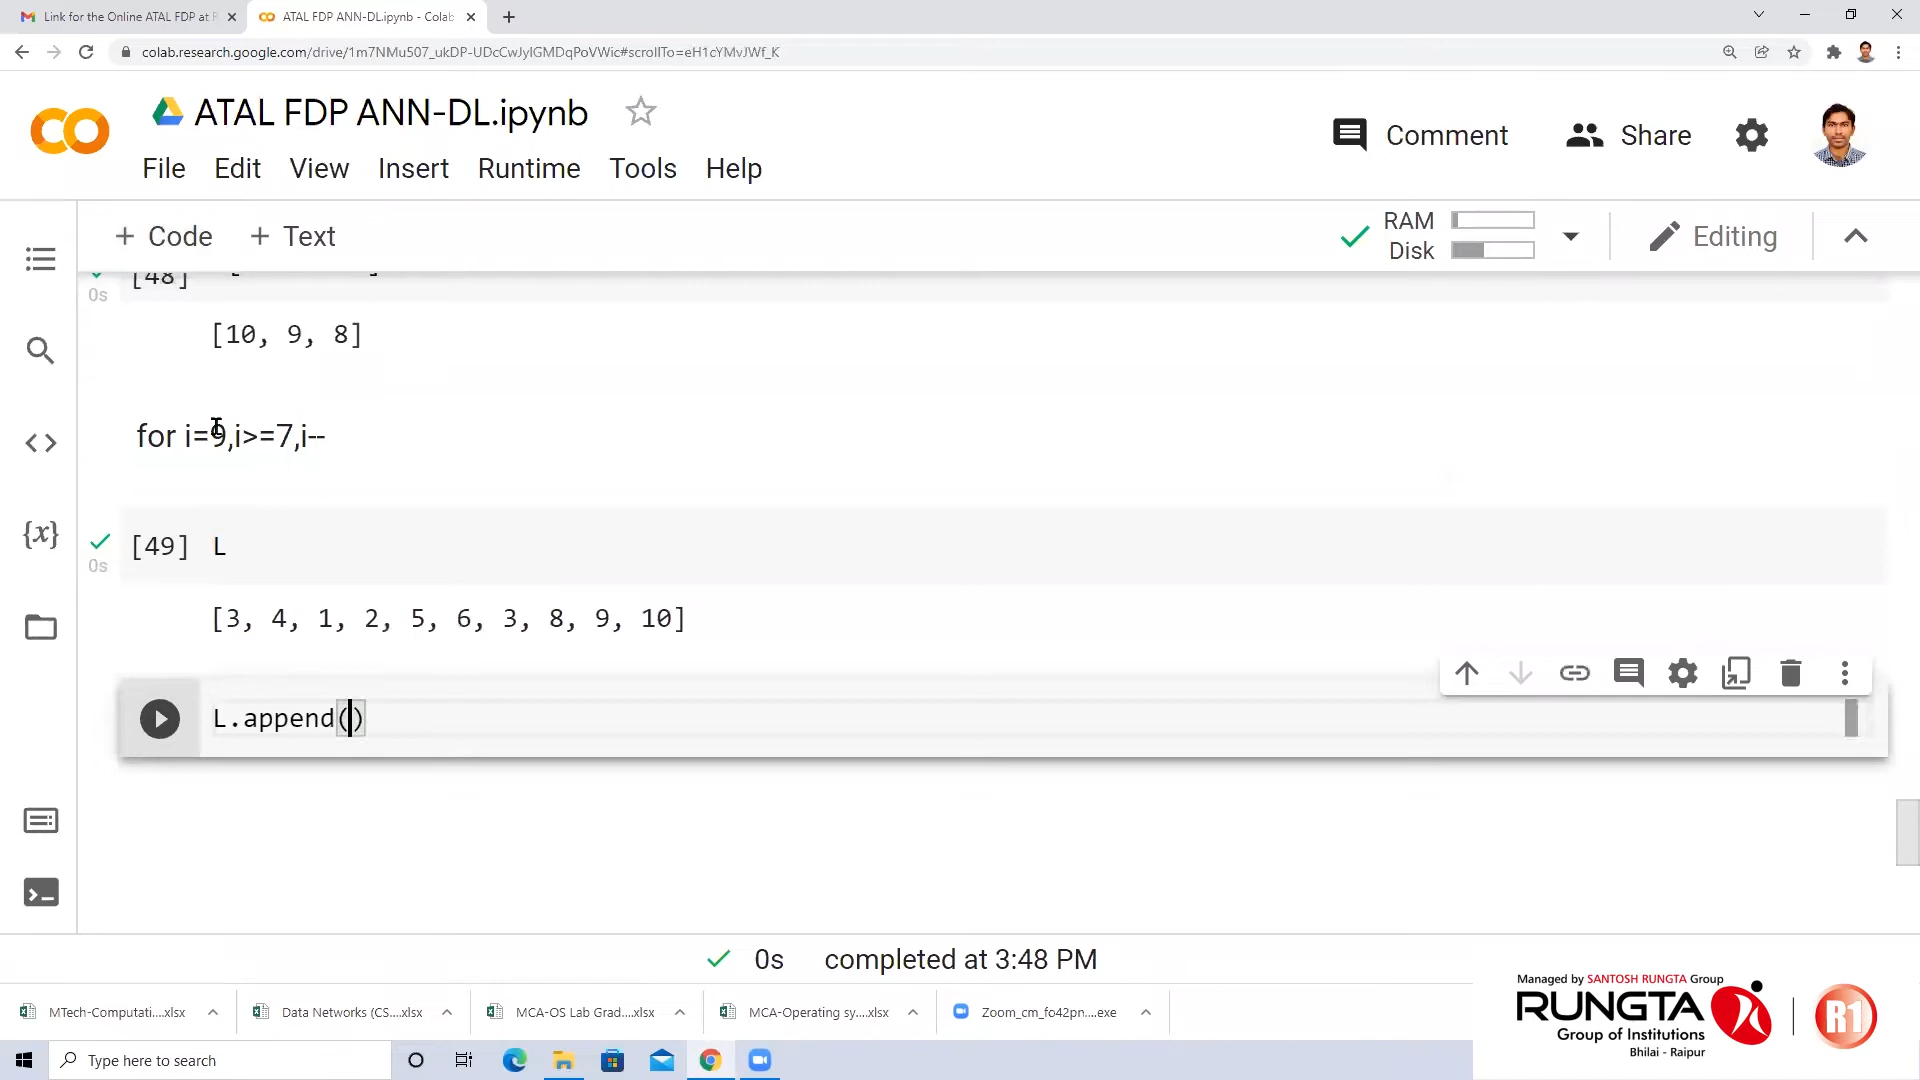 Link for the Online ATAL FDP at
ATAL FDP ANN-DL.ipynb - Colab
colab.research.google.com/drive/1m7NMu507_ukDP-UDcCwJyIGMDqPoVWic#scrollTo=eH1cYMvJWf_K
ATAL FDP ANN-DL.ipynb
Comment
Share
File Edit View Insert Runtime Tools Help
+ Code + Text
RAM
Disk
Editing
[48]
0s
[10, 9, 8]
for i=9,i>=7,i--
[49] L
0s
[3, 4, 1, 2, 5, 6, 3, 8, 9, 10]
{x}
L.append()
0s completed at 3:48 PM
Managed by SANTOSH RUNGTA Group
RUNGTA
Group of Institutions
Bhilai - Raipur
R1
MTech-Computati....xlsx
Data Networks (CS....xlsx
MCA-OS Lab Grad....xlsx
MCA-Operating sy....xlsx
Zoom_cm_fo42pn....exe
Type here to search